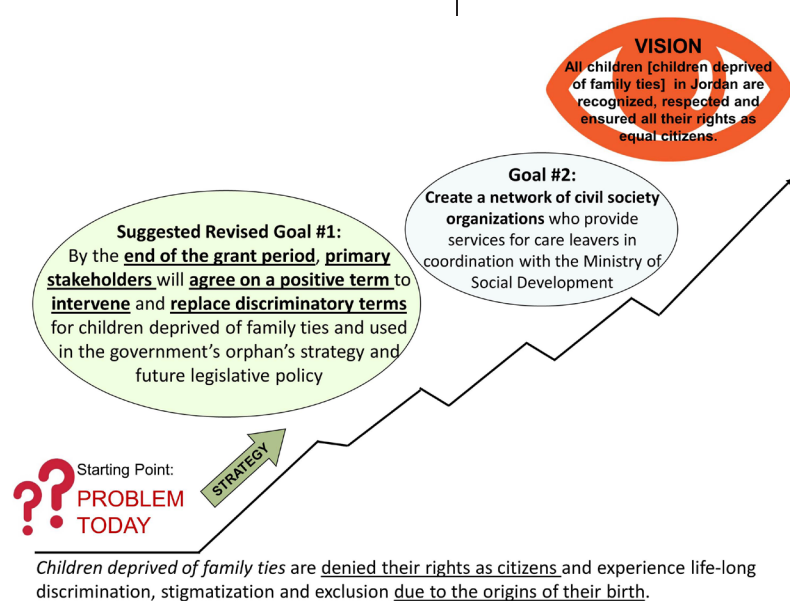 VISION
All children [children deprived
of family ties]  in Jordan are
recognized, respected and
ensured all their rights as
equal citizens.
Goal #2:
Create a network of civil society
organizations who provide
services for care leavers in
coordination with the Ministry of
Social Development
Suggested Revised Goal #1:
By the end of the grant period, primary
stakeholders will agree on a positive term to
intervene and replace discriminatory terms
for children deprived of family ties and used
in the government’s orphan’s strategy and
future legislative policy
STRATEGY
??
Starting Point:
PROBLEM
TODAY
Children deprived of family ties are denied their rights as citizens and experience life-long
discrimination, stigmatization and exclusion due to the origins of their birth.